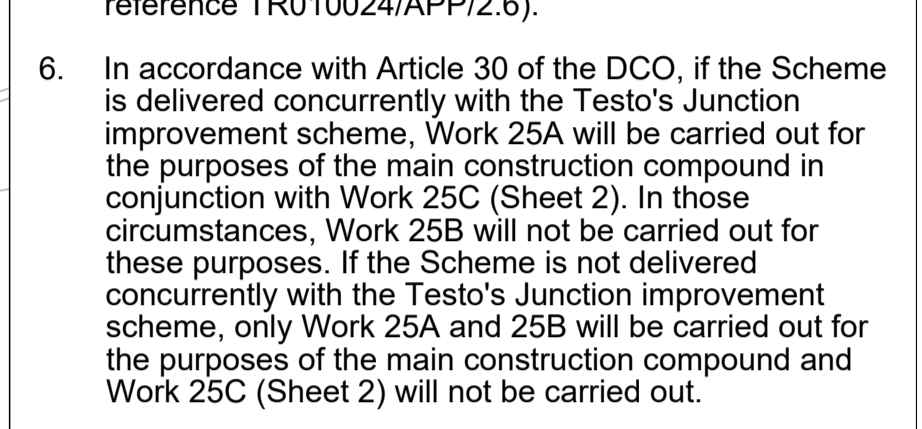 reference TR010024/APP/2.6).
6. In accordance with Article 30 of the DCO, if the Scheme
is delivered concurrently with the Testo's Junction
improvement scheme, Work 25A will be carried out for
the purposes of the main construction compound in
conjunction with Work 25C (Sheet 2). In those
circumstances, Work 25B will not be carried out for
these purposes. If the Scheme is not delivered
concurrently with the Testo's Junction improvement
scheme, only Work 25A and 25B will be carried out for
the purposes of the main construction compound and
Work 25C (Sheet 2) will not be carried out.